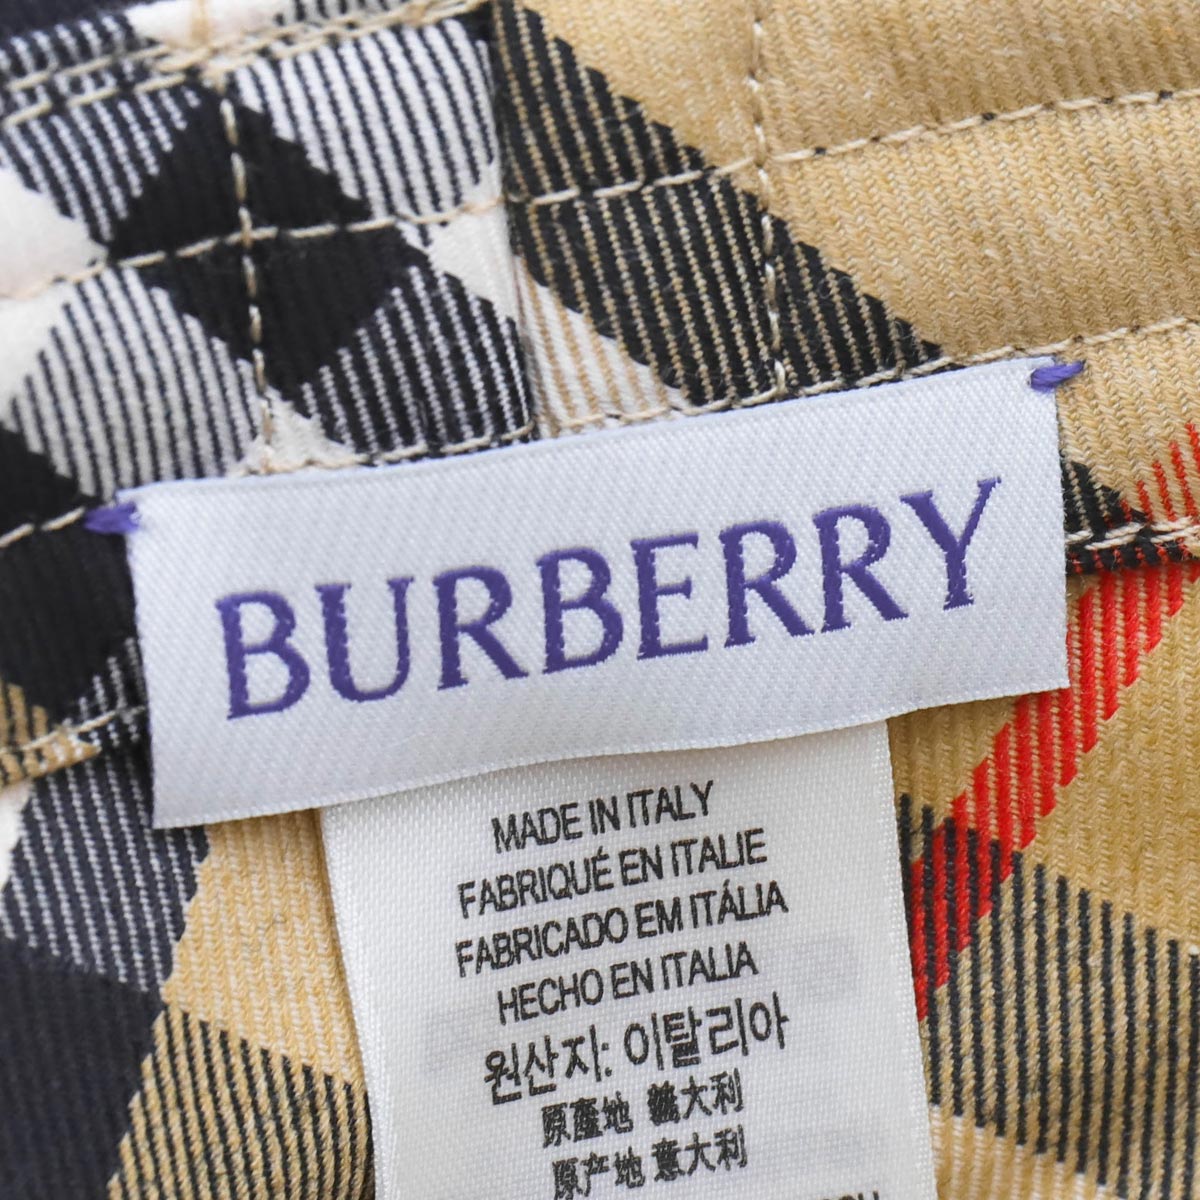 BURBERRY
MADE IN ITALY
FABRIQUÉ EN ITALIE
FABRICADO EM ITÁLIA
HECHO EN ITALIA
원산지: 이탈리아
原產地 義大利
原产地 意大利